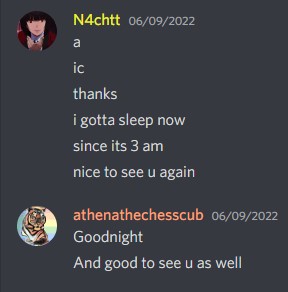 N4chtt 06/09/2022
a
ic
thanks
i gotta sleep now
since its 3 am
nice to see u again
athenathechesscub 06/09/2022
Goodnight
And good to see u as well